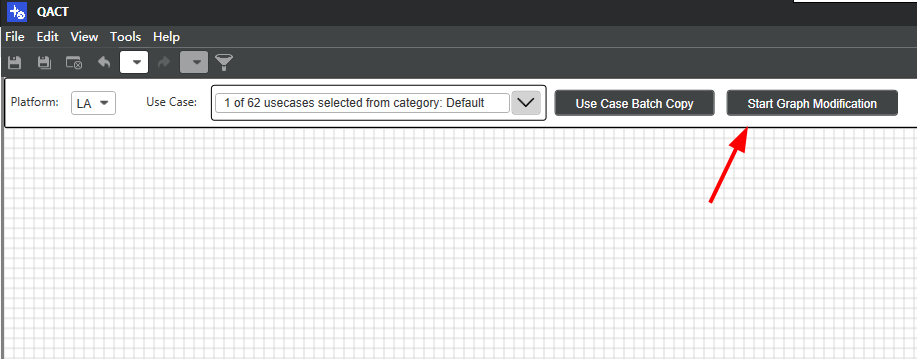 QACT
File Edit View Tools Help
Platform: LA Use Case: 1 of 62 usecases selected from category: Default Use Case Batch Copy Start Graph Modification